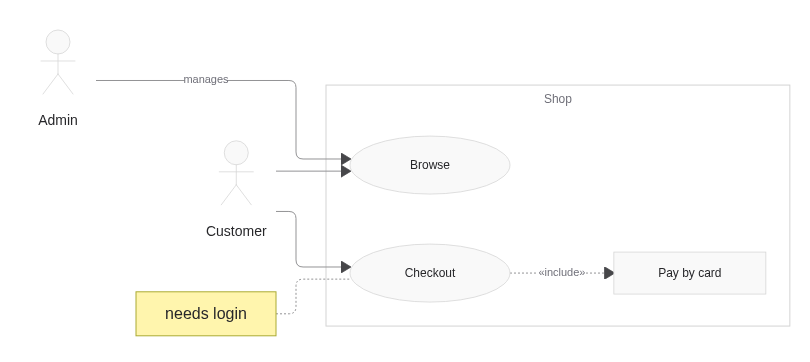 manages
Shop
Admin
Browse
Customer
Checkout
«include»
Pay by card
needs login